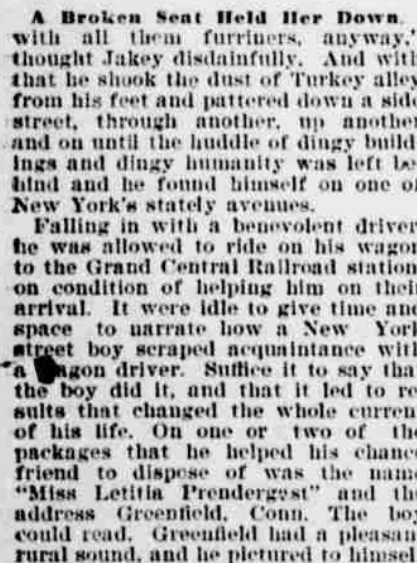 A Broken Seat Held Her Down.
with all them furriners, anyway,'
thought Jakey disdainfully. And with
that he shook the dust of Turkey alley
from his feet and pattered down a side
street, through another, up another
and on until the huddle of dingy build-
ings and dingy humanity was left be-
hind and he found himself on one of
New York's stately avenues.
Falling in with a benevolent driver
he was allowed to ride on his wagon
to the Grand Central Railroad station
on condition of helping him on their
arrival. It were idle to give time and
space to narrate how a New York
street boy scraped acquaintance with
a agon driver. Suffice it to say that
the boy did it, and that it led to re
sults that changed the whole curren
of his life. On one or two of the
packages that he helped his chance
friend to dispose of was the name
"Miss Letitia Prendergest" and the
address Greenfield, Conn. The boy
could read. Greenfield had a pleasan
rural sound, and he pictured to himsel